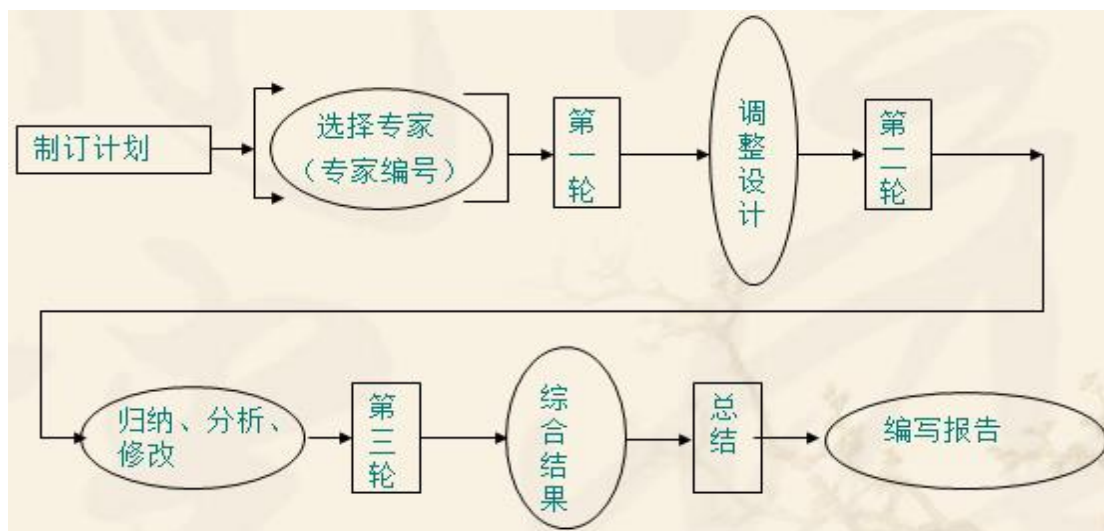 制订计划
选择专家
（专家编号）
第一轮
调整设计
第二轮
归纳、分析、
修改
第三轮
综合结果
总结
编写报告